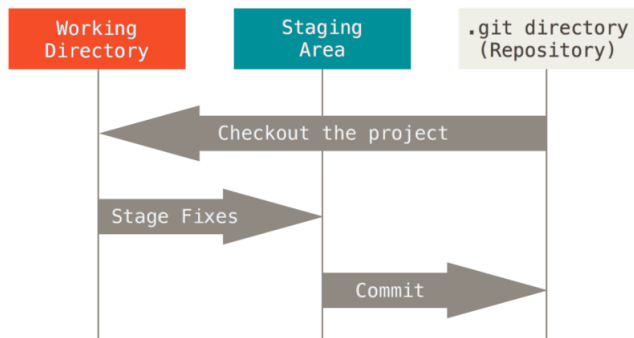 Working
Directory
Staging
Area
.git directory
(Repository)
Checkout the project
Stage Fixes
Commit